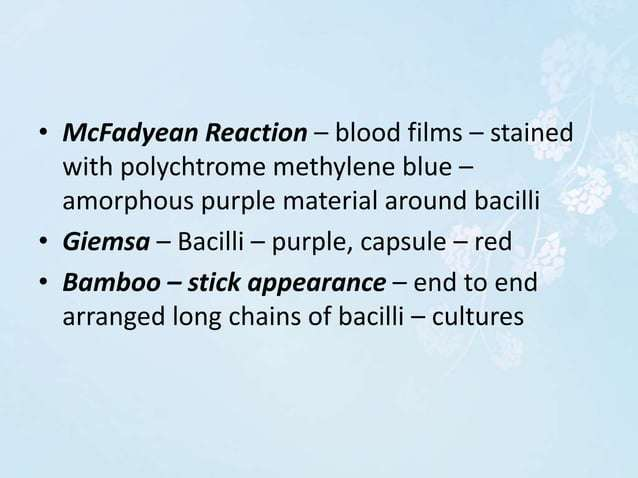 • McFadyean Reaction – blood films – stained
with polychtrome methylene blue –
amorphous purple material around bacilli
• Giemsa – Bacilli – purple, capsule – red
• Bamboo – stick appearance – end to end
arranged long chains of bacilli – cultures